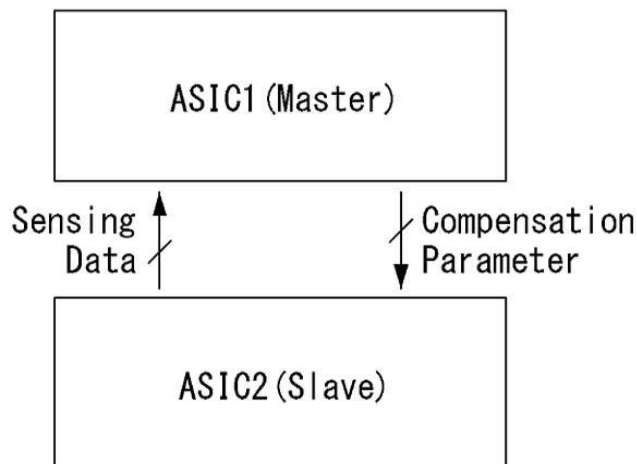 ASIC1(Master)
Sensing
Data
Compensation
Parameter
ASIC2(Slave)